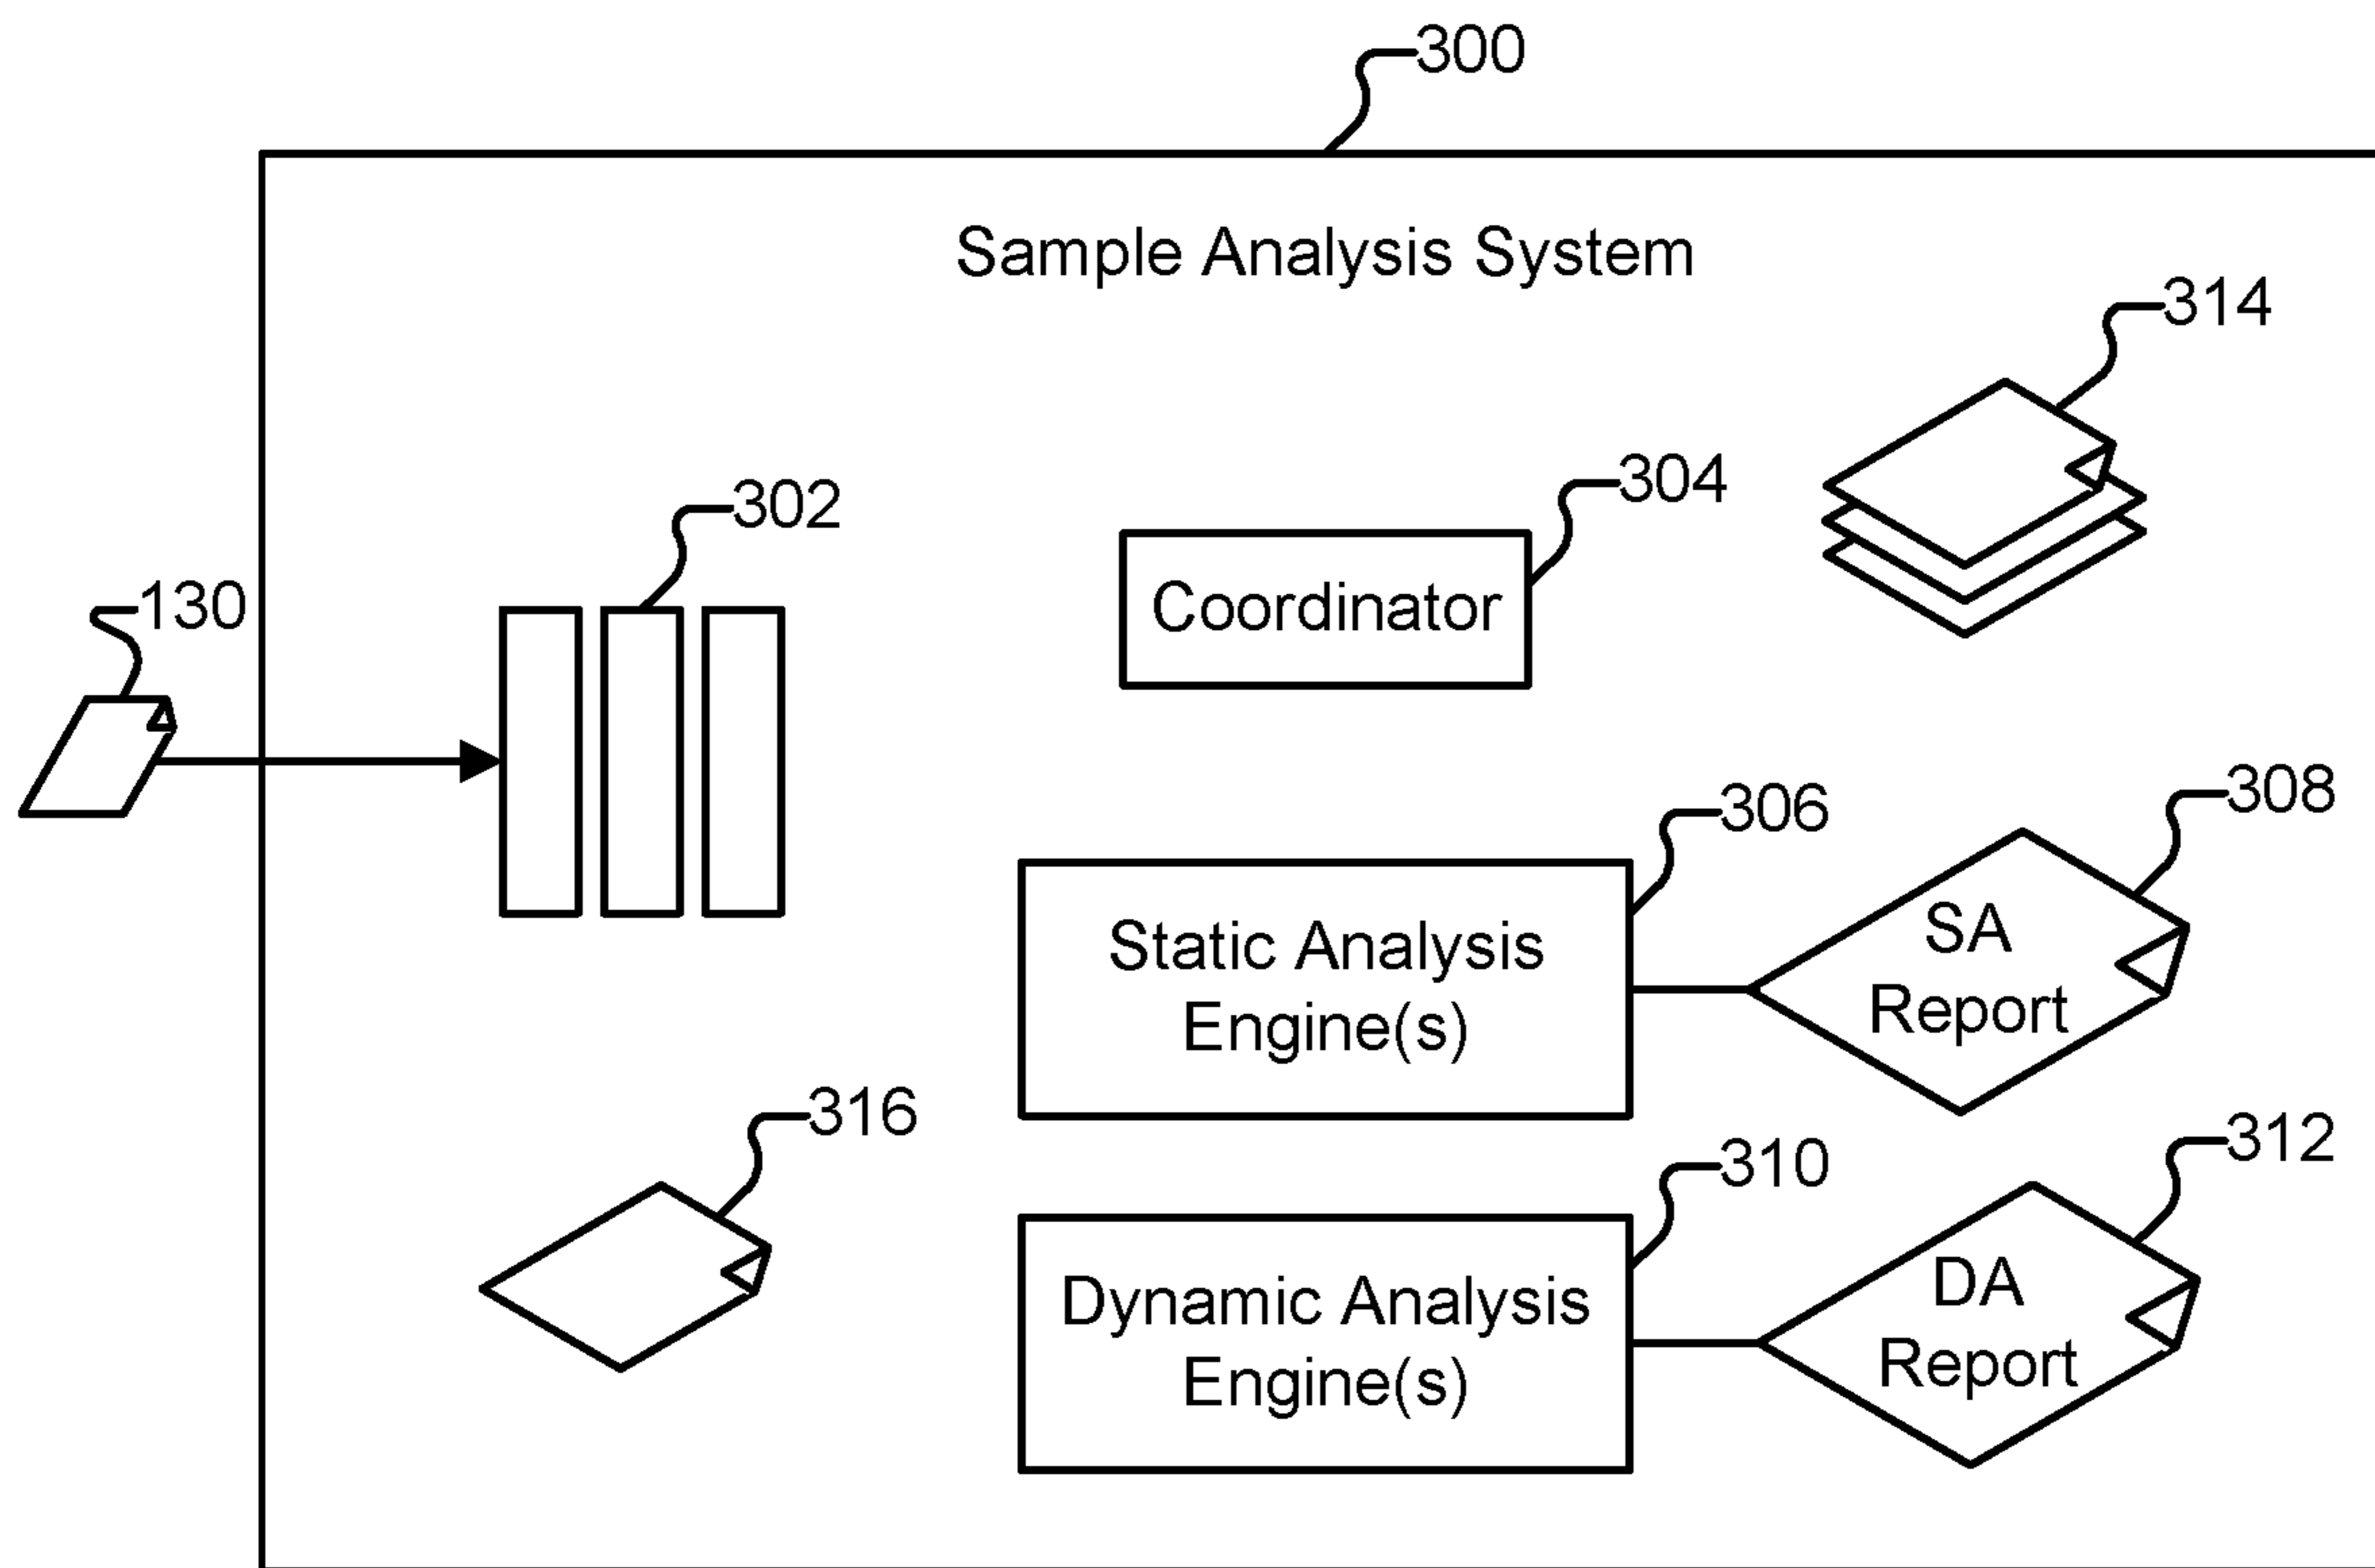 300
Sample Analysis System
314
304
302
Coordinator
130
308
306
SA
Report
Static Analysis
Engine(s)
316
312
310
DA
Report
Dynamic Analysis
Engine(s)